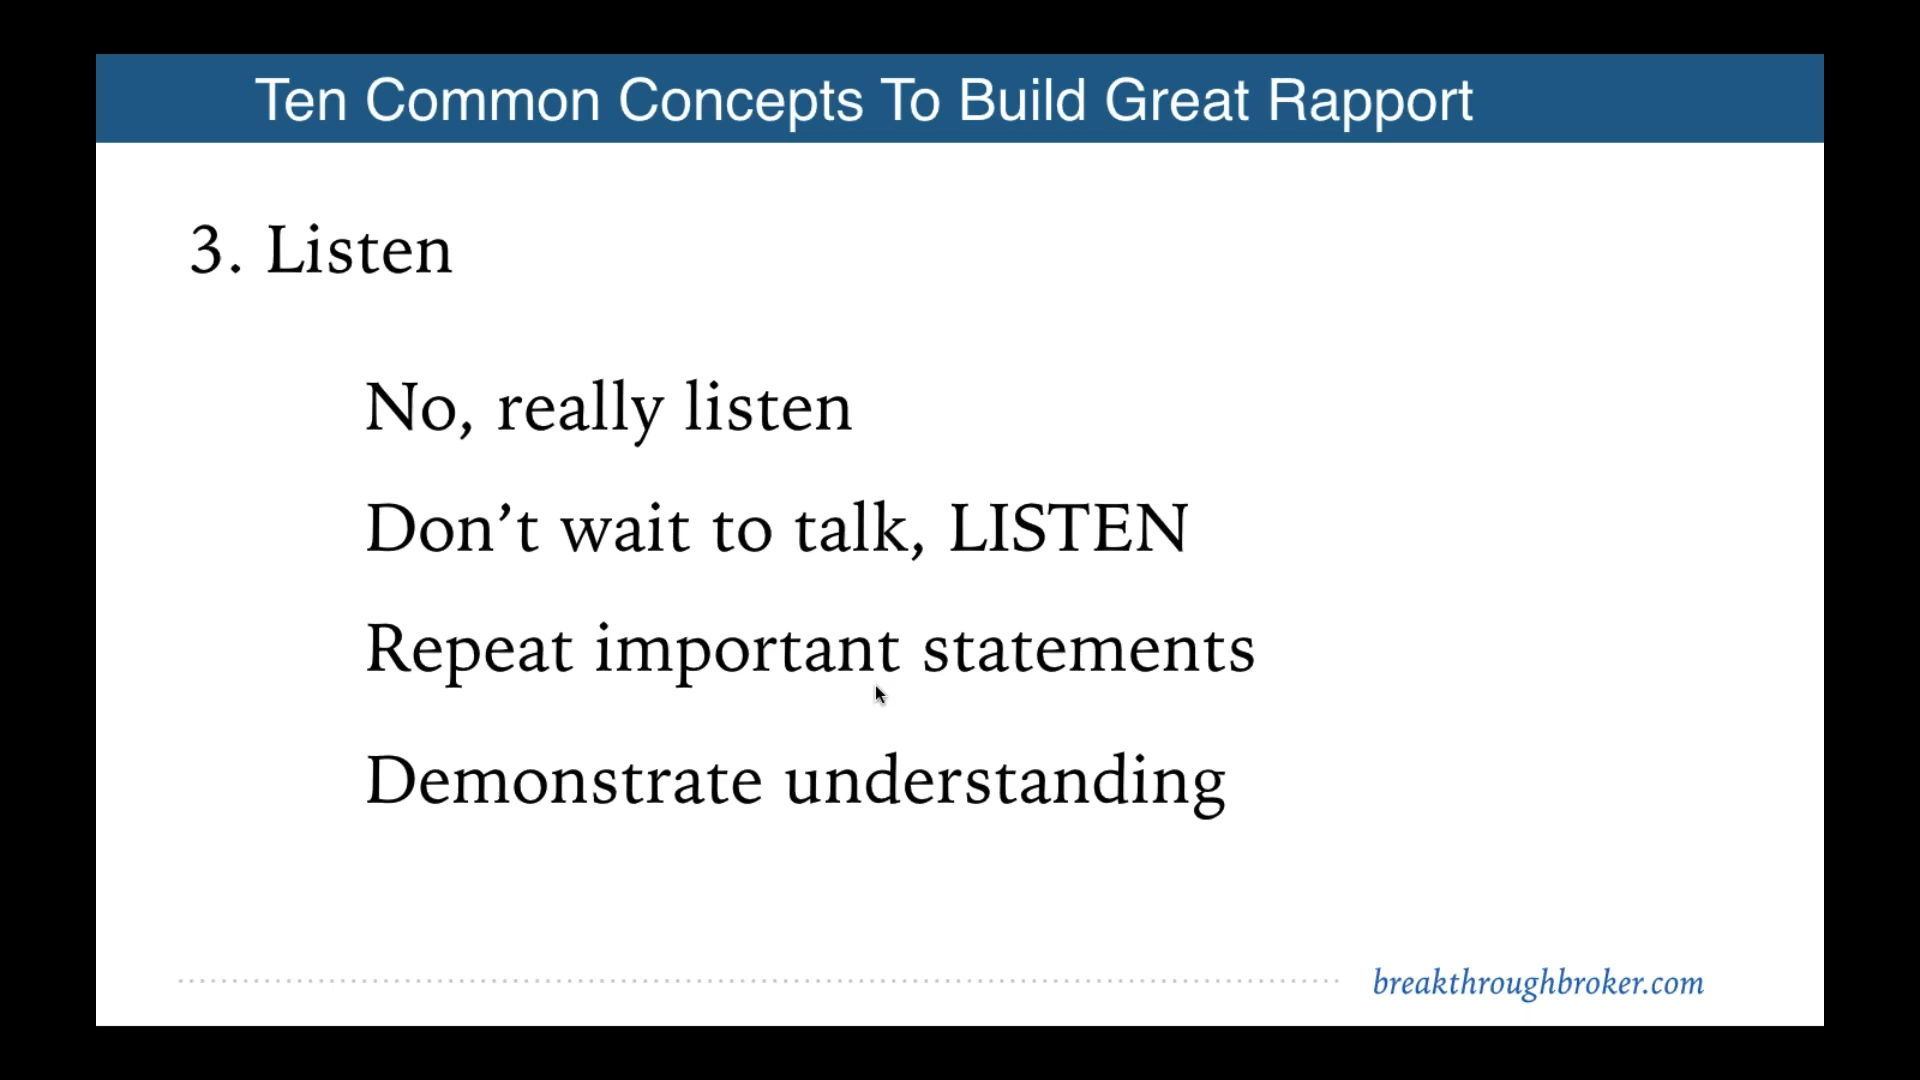 Ten Common Concepts To Build Great Rapport
3. Listen
No, really listen
Don’t wait to talk, LISTEN
Repeat important statements
Demonstrate understanding
breakthroughbroker.com